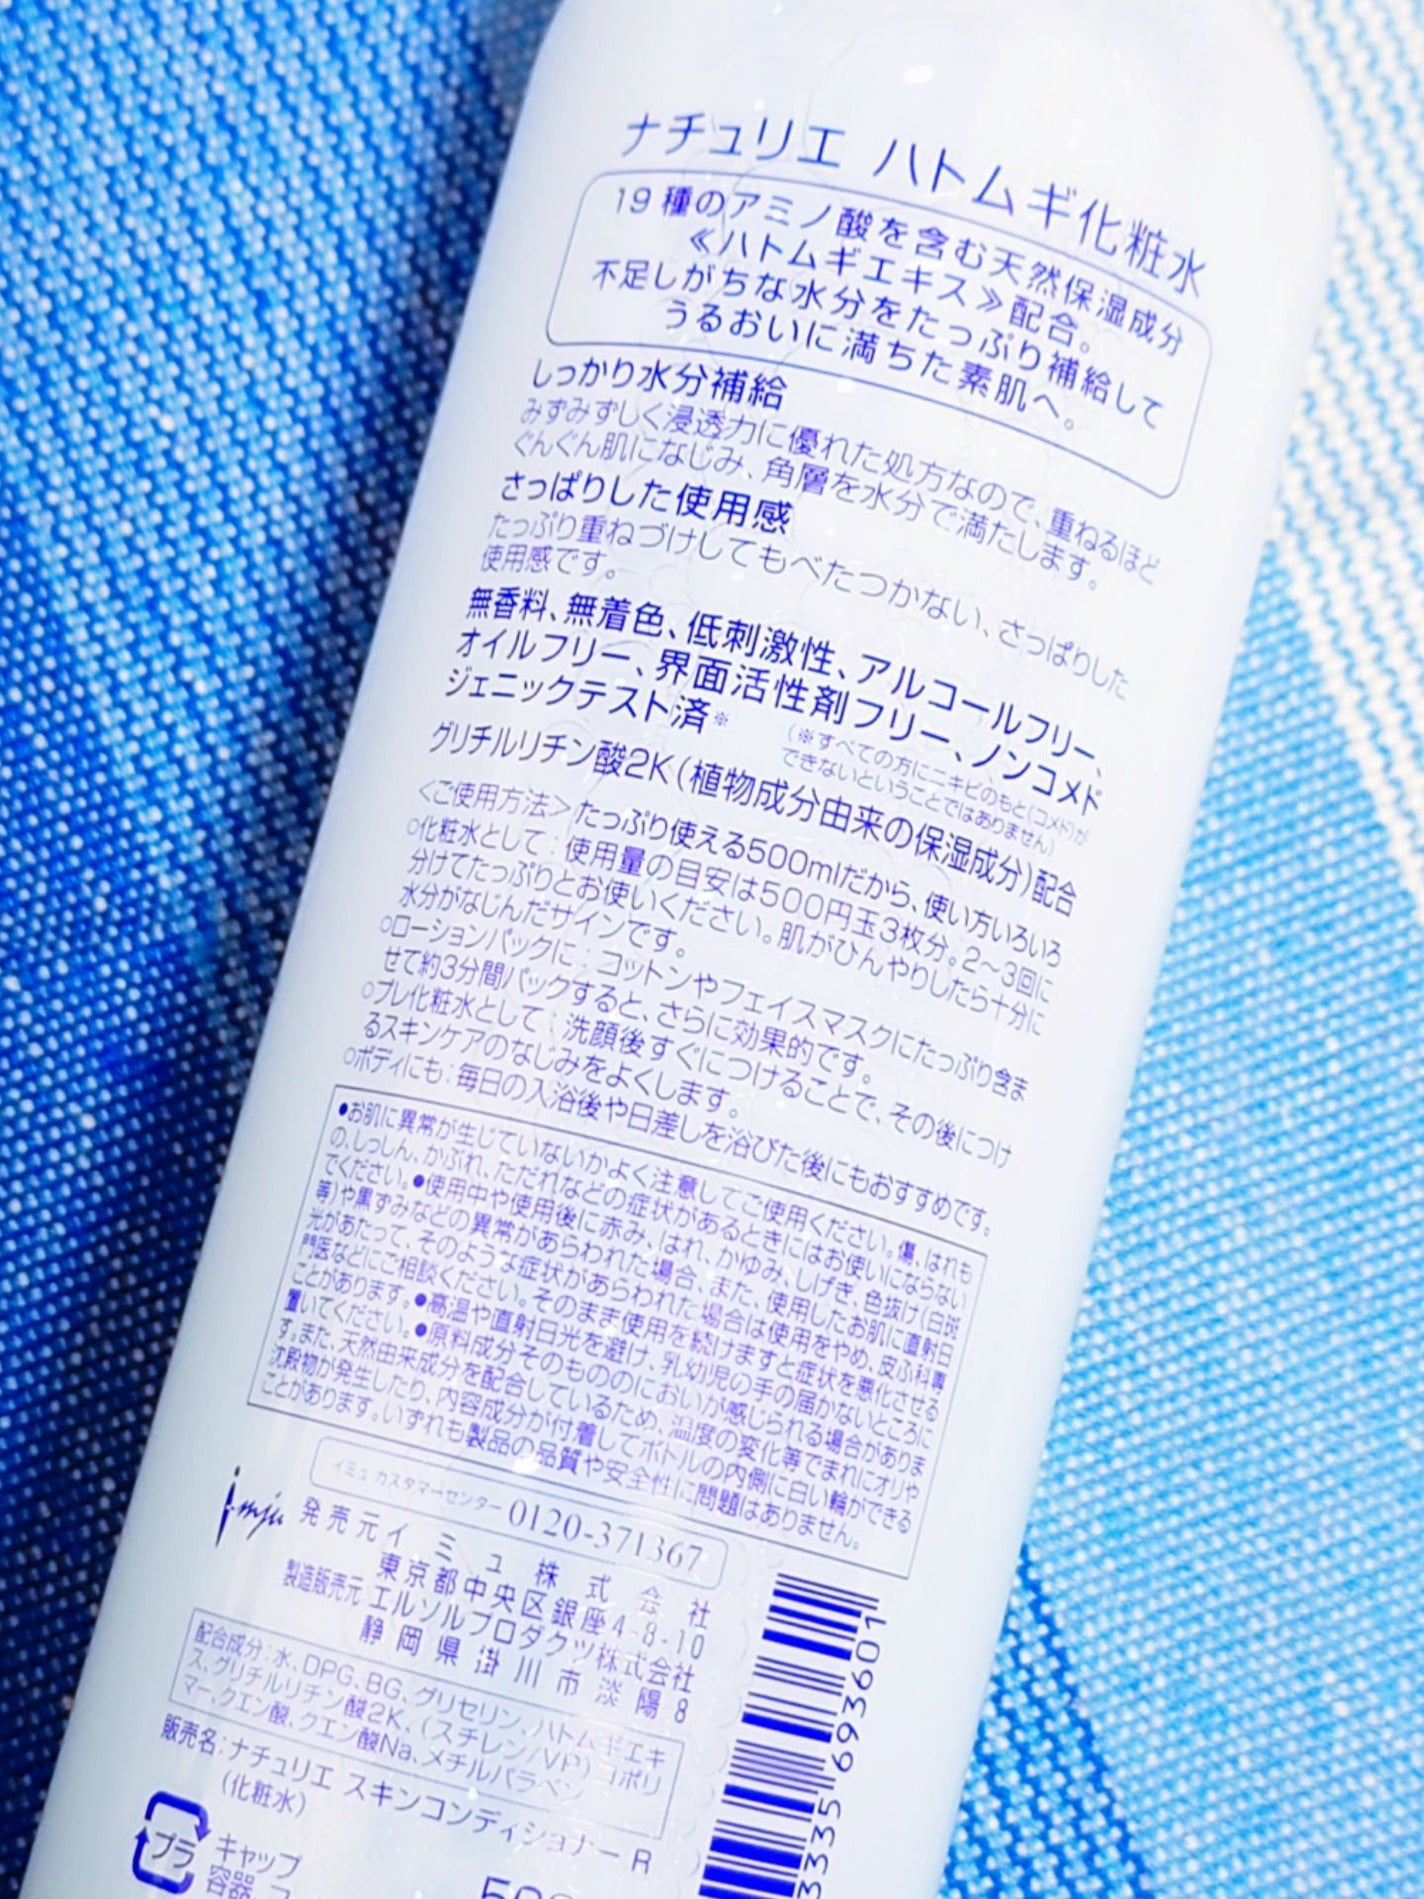 ナチュリエ ハトムギ化粧水
19種のアミノ酸を含む天然保湿成分
≪ハトムギエキス≫配合。
不足しがちな水分をたっぷり補給して
うるおいに満ちた素肌へ。
しっかり水分補給
みずみずしく浸透力に優れた処方なので、重ねるほど
ぐんぐん肌になじみ、角層を水分で満たします。
さっぱりした使用感
たっぷり重ねづけしてもべたつかない、さっぱりした
使用感です。
無香料、無着色、低刺激性、アルコールフリー、
オイルフリー、界面活性剤フリー、ノンコメド
ジェニックテスト済※
(※すべての方にニキビのもと(コメド)が
できないということではありません)
グリチルリチン酸2K(植物成分由来の保湿成分)配合
<ご使用方法>たっぷり使える500mlだから、使い方いろいろ
○化粧水として:使用量の目安は500円玉3枚分。2～3回に
分けてたっぷりとお使いください。肌がひんやりしたら十分に
水分がなじんだサインです。
○ローションパックに:コットンやフェイスマスクにたっぷり含ま
せて約3分間パックすると、さらに効果的です。
○プレ化粧水として:洗顔後すぐにつけることで、その後につけ
るスキンケアのなじみをよくします。
○ボディにも:毎日の入浴後や日差しを浴びた後にもおすすめです。
●お肌に異常が生じていないかよく注意してご使用ください。傷、はれも
の、しっしん、かぶれ、ただれなどの症状があるときにはお使いにならない
でください。●使用中や使用後に赤み、はれ、かゆみ、しげき、色抜け(白斑
等)や黒ずみなどの異常があらわれた場合、また、使用したお肌に直射日
光があたって、そのような症状があらわれた場合は使用をやめ、皮ふ科専
門医などにご相談ください。そのまま使用を続けますと症状を悪化させる
ことがあります。●高温や直射日光を避け、乳幼児の手の届かないところに
置いてください。●原料成分そのもののにおいが感じられる場合がありま
す。また、天然由来成分を配合しているため、温度の変化等でまれにオリや
沈殿物が発生したり、内容成分が付着してボトルの内側に白い輪ができる
ことがあります。いずれも製品の品質や安全性に問題はありません。
イミュ カスタマーセンター 0120-371367
imju 発売元 イミュ株式会社
東京都中央区銀座4-8-10
製造販売元 エルソルプロダクツ株式会社
静岡県掛川市淡陽8
配合成分:水、DPG、BG、グリセリン、ハトムギエキ
ス、グリチルリチン酸2K、(スチレン/VP)コポリ
マー、クエン酸、クエン酸Na、メチルパラベン
販売名:ナチュリエ スキンコンディショナー R
(化粧水)
プラ
キャップ
容器
3335 693601